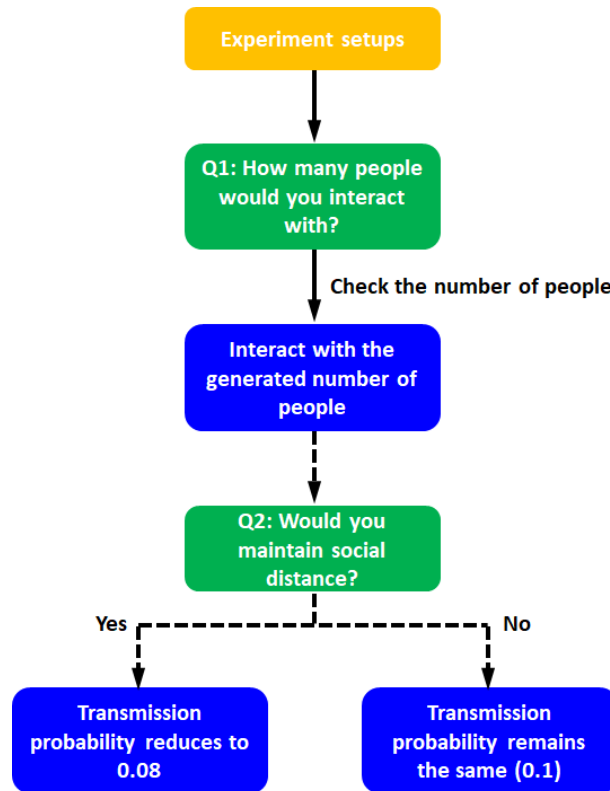 Experiment setups
Q1: How many people
would you interact
with?
Check the number of people
Interact with the
generated number of
people
Q2: Would you
maintain social
distance?
Yes
No
Transmission
probability reduces to
0.08
Transmission
probability remains
the same (0.1)